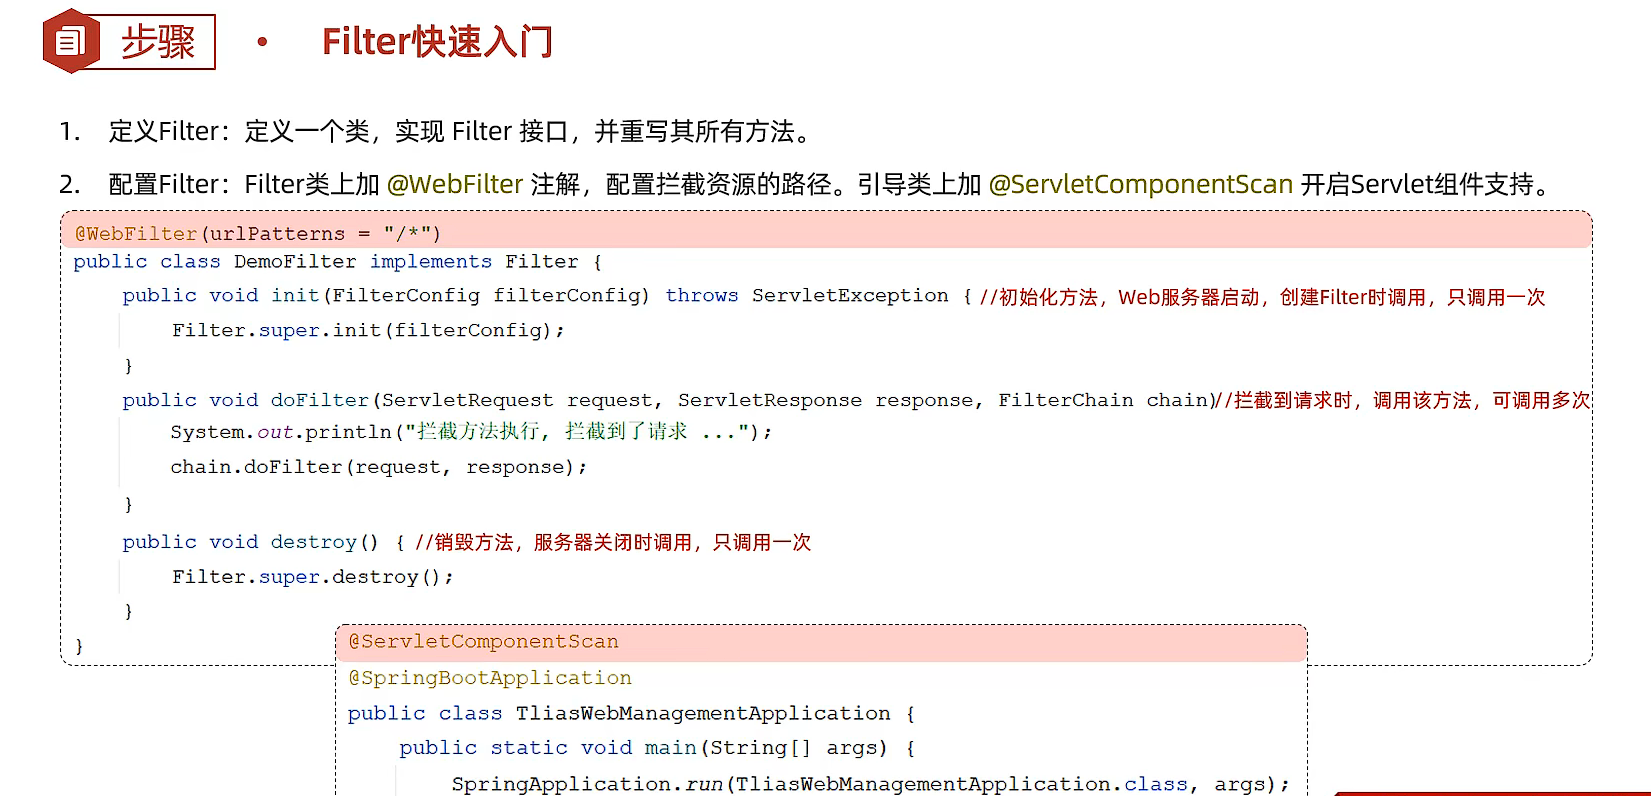 步骤 • Filter快速入门
1. 定义Filter：定义一个类，实现 Filter 接口，并重写其所有方法。
2. 配置Filter：Filter类上加 @WebFilter 注解，配置拦截资源的路径。引导类上加 @ServletComponentScan 开启Servlet组件支持。
@WebFilter(urlPatterns = "/*")
public class DemoFilter implements Filter {
public void init(FilterConfig filterConfig) throws ServletException { //初始化方法，Web服务器启动，创建Filter时调用，只调用一次
Filter.super.init(filterConfig);
}
public void doFilter(ServletRequest request, ServletResponse response, FilterChain chain)//拦截到请求时，调用该方法，可调用多次
System.out.println("拦截方法执行, 拦截到了请求 ...");
chain.doFilter(request, response);
}
public void destroy() { //销毁方法，服务器关闭时调用，只调用一次
Filter.super.destroy();
}
}
@ServletComponentScan
@SpringBootApplication
public class TliasWebManagementApplication {
public static void main(String[] args) {
SpringApplication.run(TliasWebManagementApplication.class, args);